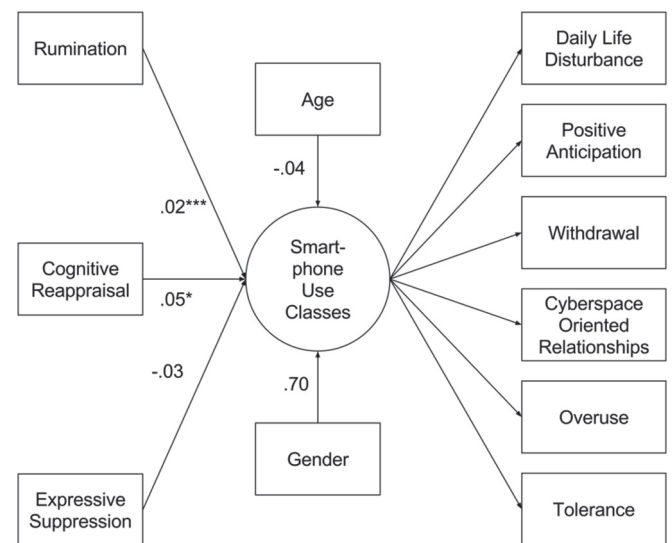 Rumination
Age
-.04
.02***
Cognitive
Reappraisal
.05*
-.03
Expressive
Suppression
Smart-
phone
Use
Classes
.70
Gender
Daily Life
Disturbance
Positive
Anticipation
Withdrawal
Cyberspace
Oriented
Relationships
Overuse
Tolerance